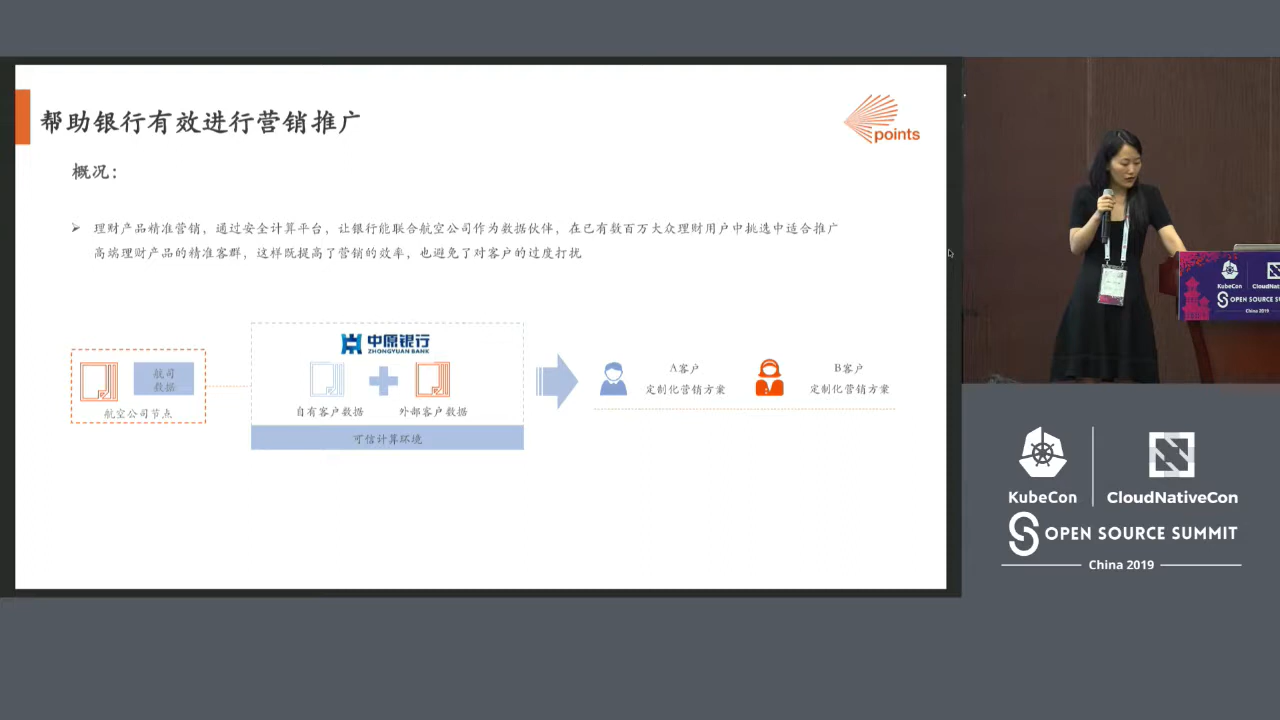 帮助银行有效进行营销推广
points
概况：
➢ 理财产品精准营销，通过安全计算平台，让银行能联合航空公司作为数据伙伴，在已有数百万大众理财用户中挑选中适合推广
高端理财产品的精准客群，这样既提高了营销的效率，也避免了对客户的过度打扰
中原银行
ZHONGYUAN BANK
航司
数据
航空公司节点
自有客户数据
外部客户数据
可信计算环境
A客户
定制化营销方案
B客户
定制化营销方案
KubeCon
CloudNativeCon
OPEN SOURCE SUMMIT
China 2019
KubeCon
CloudNativeCon
OPEN SOURCE SUMMIT
China 2019